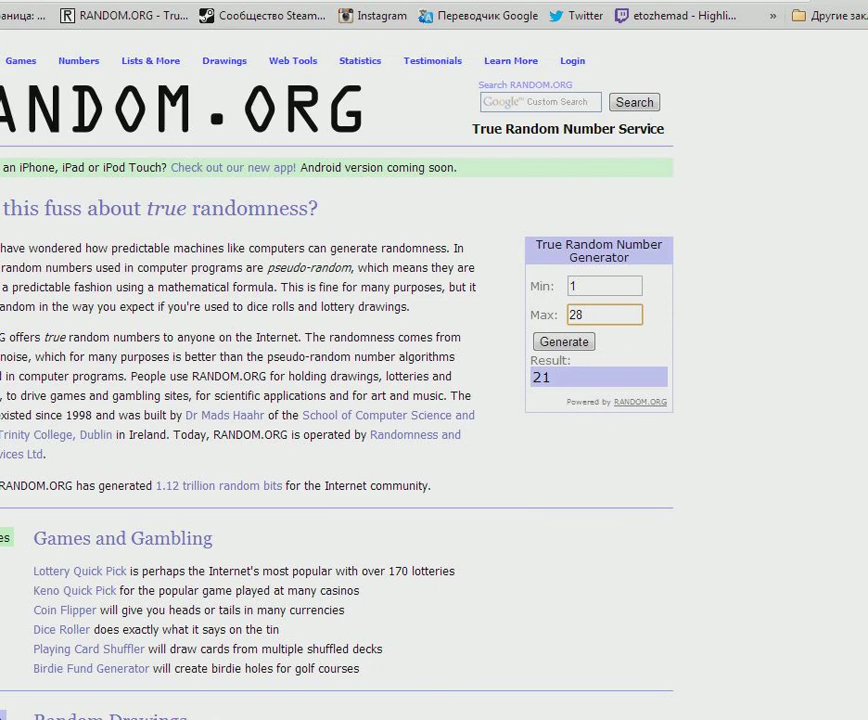 аница: ... RANDOM.ORG - Tru... Сообщество Steam... Instagram Переводчик Google Twitter etozhemad - Highli... » Другие зак
Games Numbers Lists & More Drawings Web Tools Statistics Testimonials Learn More Login
Search RANDOM.ORG
ANDOM.ORG
Google™ Custom Search Search
True Random Number Service
an iPhone, iPad or iPod Touch? Check out our new app! Android version coming soon.
this fuss about true randomness?
have wondered how predictable machines like computers can generate randomness. In
random numbers used in computer programs are pseudo-random, which means they are
a predictable fashion using a mathematical formula. This is fine for many purposes, but it
andom in the way you expect if you're used to dice rolls and lottery drawings.
G offers true random numbers to anyone on the Internet. The randomness comes from
noise, which for many purposes is better than the pseudo-random number algorithms
d in computer programs. People use RANDOM.ORG for holding drawings, lotteries and
, to drive games and gambling sites, for scientific applications and for art and music. The
existed since 1998 and was built by Dr Mads Haahr of the School of Computer Science and
Trinity College, Dublin in Ireland. Today, RANDOM.ORG is operated by Randomness and
vices Ltd.
RANDOM.ORG has generated 1.12 trillion random bits for the Internet community.
True Random Number
Generator
Min: 1
Max: 28
Generate
Result:
21
Powered by RANDOM.ORG
es
Games and Gambling
Lottery Quick Pick is perhaps the Internet's most popular with over 170 lotteries
Keno Quick Pick for the popular game played at many casinos
Coin Flipper will give you heads or tails in many currencies
Dice Roller does exactly what it says on the tin
Playing Card Shuffler will draw cards from multiple shuffled decks
Birdie Fund Generator will create birdie holes for golf courses
Random Drawings